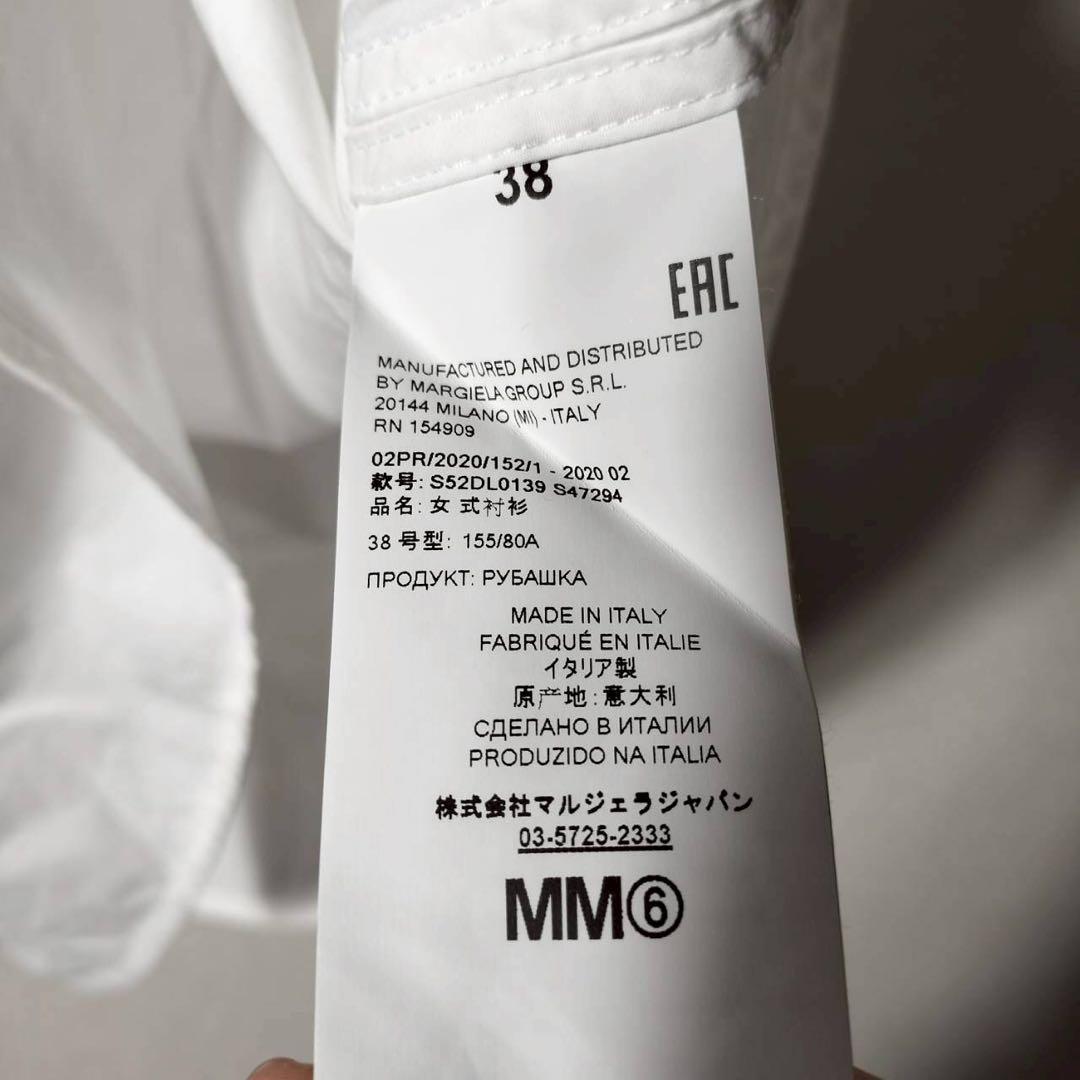 38
EAC
MANUFACTURED AND DISTRIBUTED
BY MARGIELA GROUP S.R.L.
20144 MILANO (MI) - ITALY
RN 154909
02PR/2020/152/1 - 2020 02
款号: S52DL0139 S47294
品名: 女式衬衫
38 号型: 155/80A
ПРОДУКТ: РУБАШКА
MADE IN ITALY
FABRIQUÉ EN ITALIE
イタリア製
原产地:意大利
СДЕЛАНО В ИТАЛИИ
PRODUZIDO NA ITALIA
株式会社マルジェラジャパン
03-5725-2333
MM⑥